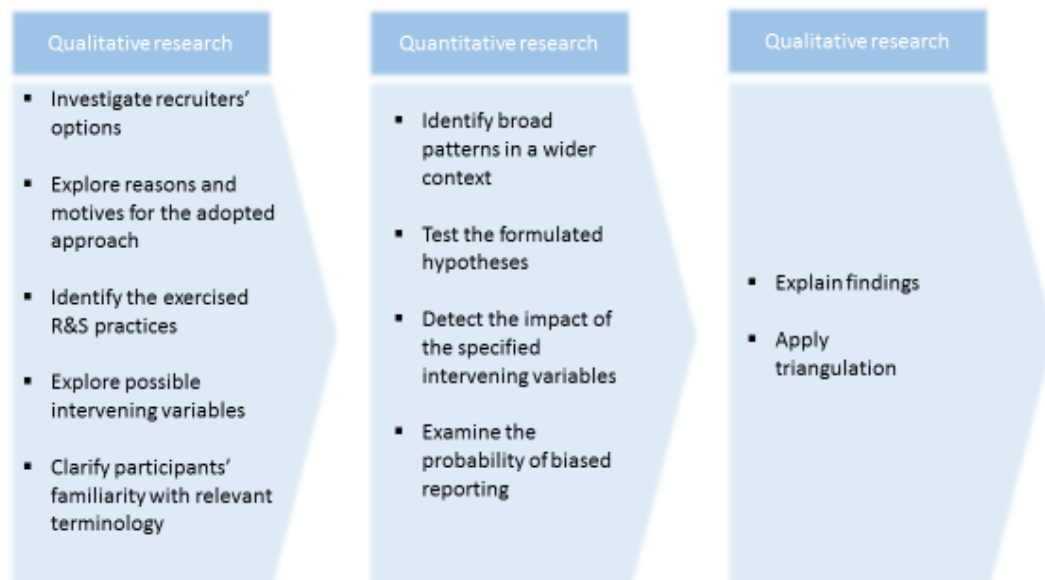 Qualitative research
▪ Investigate recruiters'
options
▪ Explore reasons and
motives for the adopted
approach
▪ Identify the exercised
R&S practices
▪ Explore possible
intervening variables
▪ Clarify participants'
familiarity with relevant
terminology
Quantitative research
▪ Identify broad
patterns in a wider
context
▪ Test the formulated
hypotheses
▪ Detect the impact of
the specified
intervening variables
▪ Examine the
probability of biased
reporting
Qualitative research
▪ Explain findings
▪ Apply
triangulation